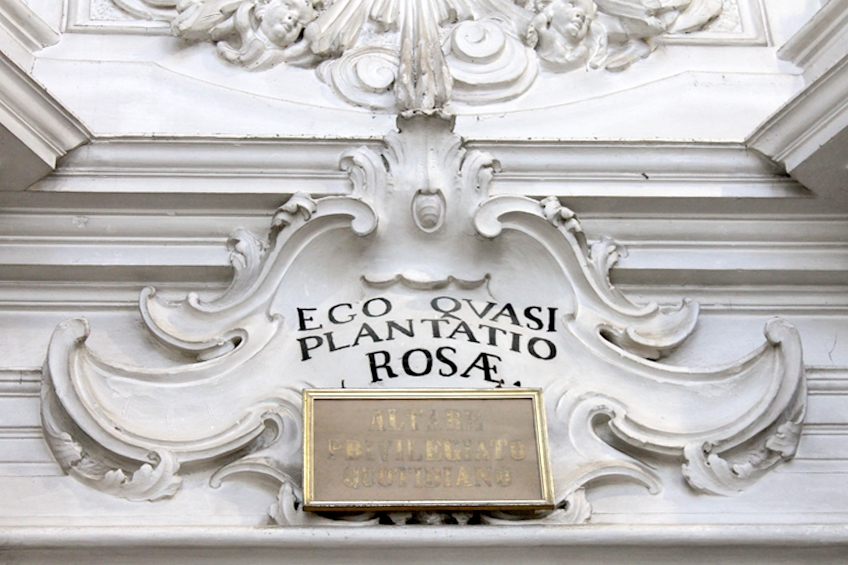 EGO QVASI
PLANTATIO
ROSÆ
ALTARE
PRIVILEGIATO
QUOTIDIANO